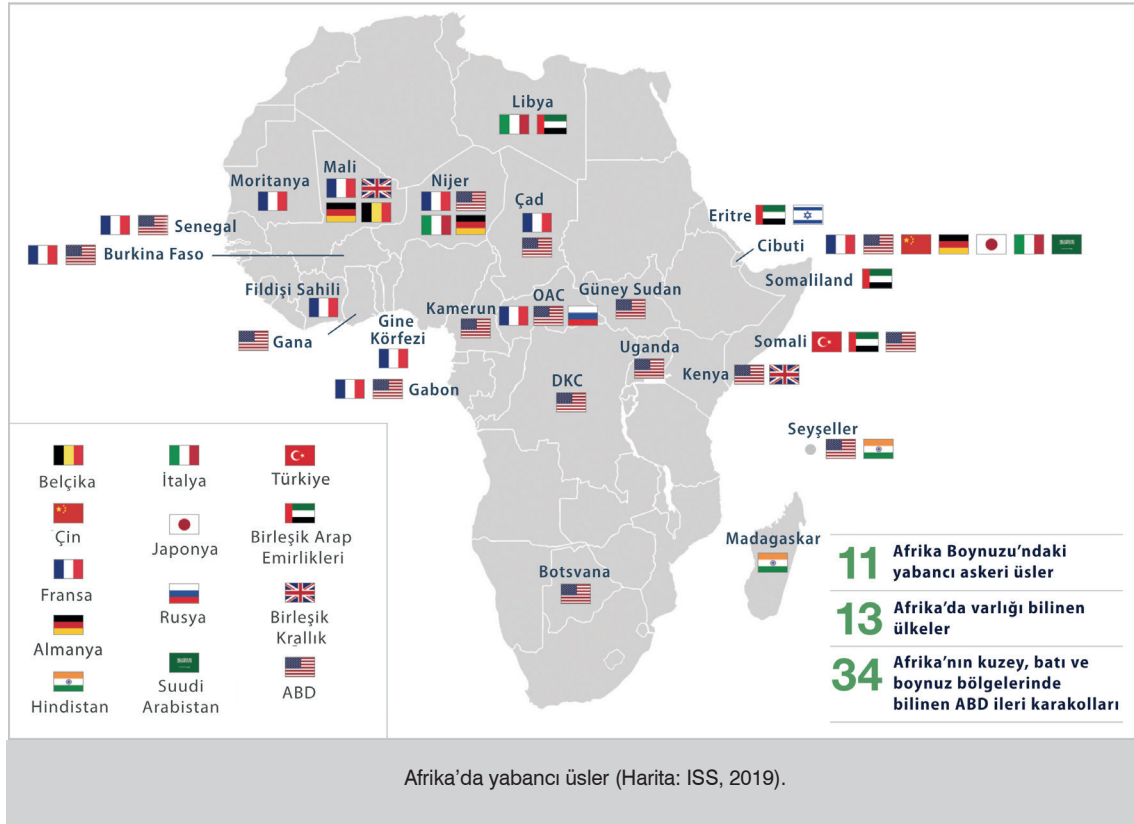 Libya
Mali
Moritanya
Nijer
Çad
Senegal
Burkina Faso
Eritre
Cibuti
Somaliland
Fildişi Sahili
Gana
Gine
Körfezi
Gabon
Kamerun
OAC
Güney Sudan
Uganda
Kenya
DKC
Somali
Seyşeller
Madagaskar
Botsvana
Belçika
Çin
Fransa
Almanya
Hindistan
İtalya
Japonya
Rusya
Suudi
Arabistan
Türkiye
Birleşik Arap
Emirlikleri
Birleşik
Krallık
ABD
11 Afrika Boynuzu’ndaki
yabancı askeri üsler
13 Afrika’da varlığı bilinen
ülkeler
34 Afrika’nın kuzey, batı ve
boynuz bölgelerinde
bilinen ABD ileri karakolları
Afrika’da yabancı üsler (Harita: ISS, 2019).